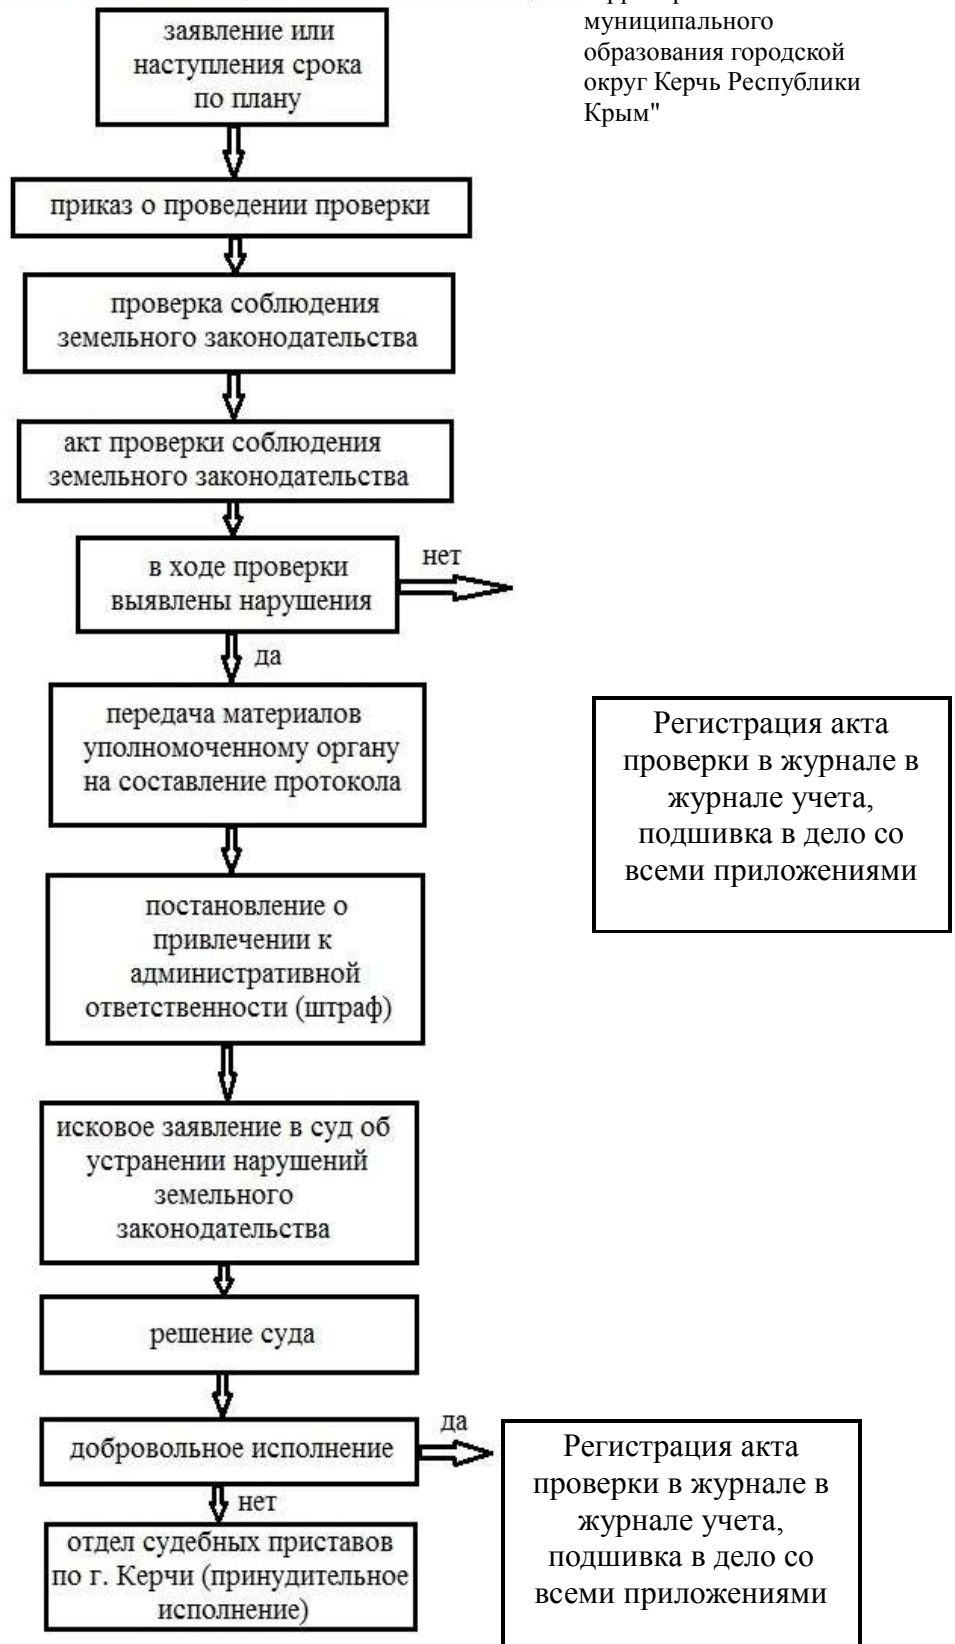 муниципального
образования городской
округ Керчь Республики
Крым"
заявление или
наступления срока
по плану
приказ о проведении проверки
проверка соблюдения
земельного законодательства
акт проверки соблюдения
земельного законодательства
в ходе проверки
выявлены нарушения
нет
да
передача материалов
уполномоченному органу
на составление протокола
Регистрация акта
проверки в журнале в
журнале учета,
подшивка в дело со
всеми приложениями
постановление о
привлечении к
административной
ответственности (штраф)
исковое заявление в суд об
устранении нарушений
земельного
законодательства
решение суда
добровольное исполнение
да
Регистрация акта
проверки в журнале в
журнале учета,
подшивка в дело со
всеми приложениями
нет
отдел судебных приставов
по г. Керчи (принудительное
исполнение)